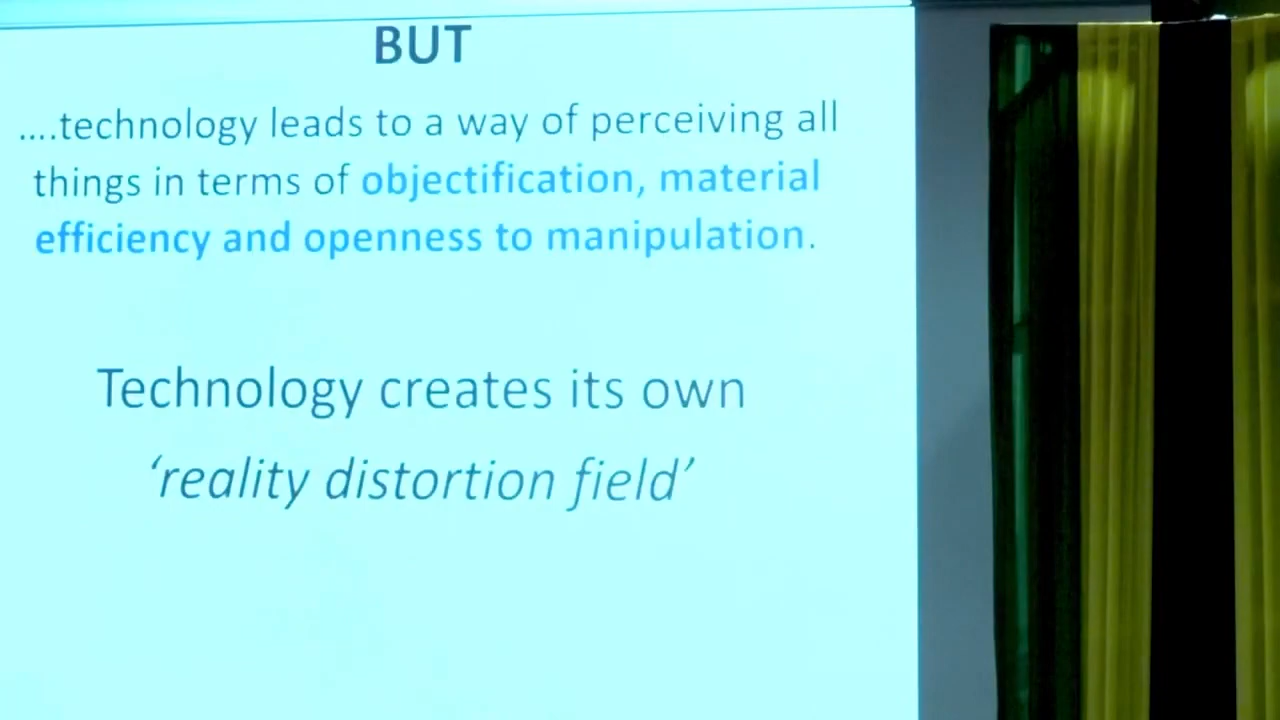 BUT
....technology leads to a way of perceiving all
things in terms of objectification, material
efficiency and openness to manipulation.
Technology creates its own
‘reality distortion field’